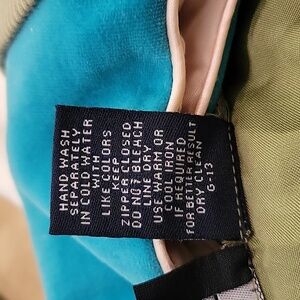 HAND WASH
SEPARATELY
IN COLD WATER
WITH
LIKE COLORS
KEEP
ZIPPER CLOSED
DO NOT BLEACH
LINE DRY
USE WARM OR
COOL IRON
IF REQUIRED
FOR BETTER RESULT
DRY CLEAN
G-13